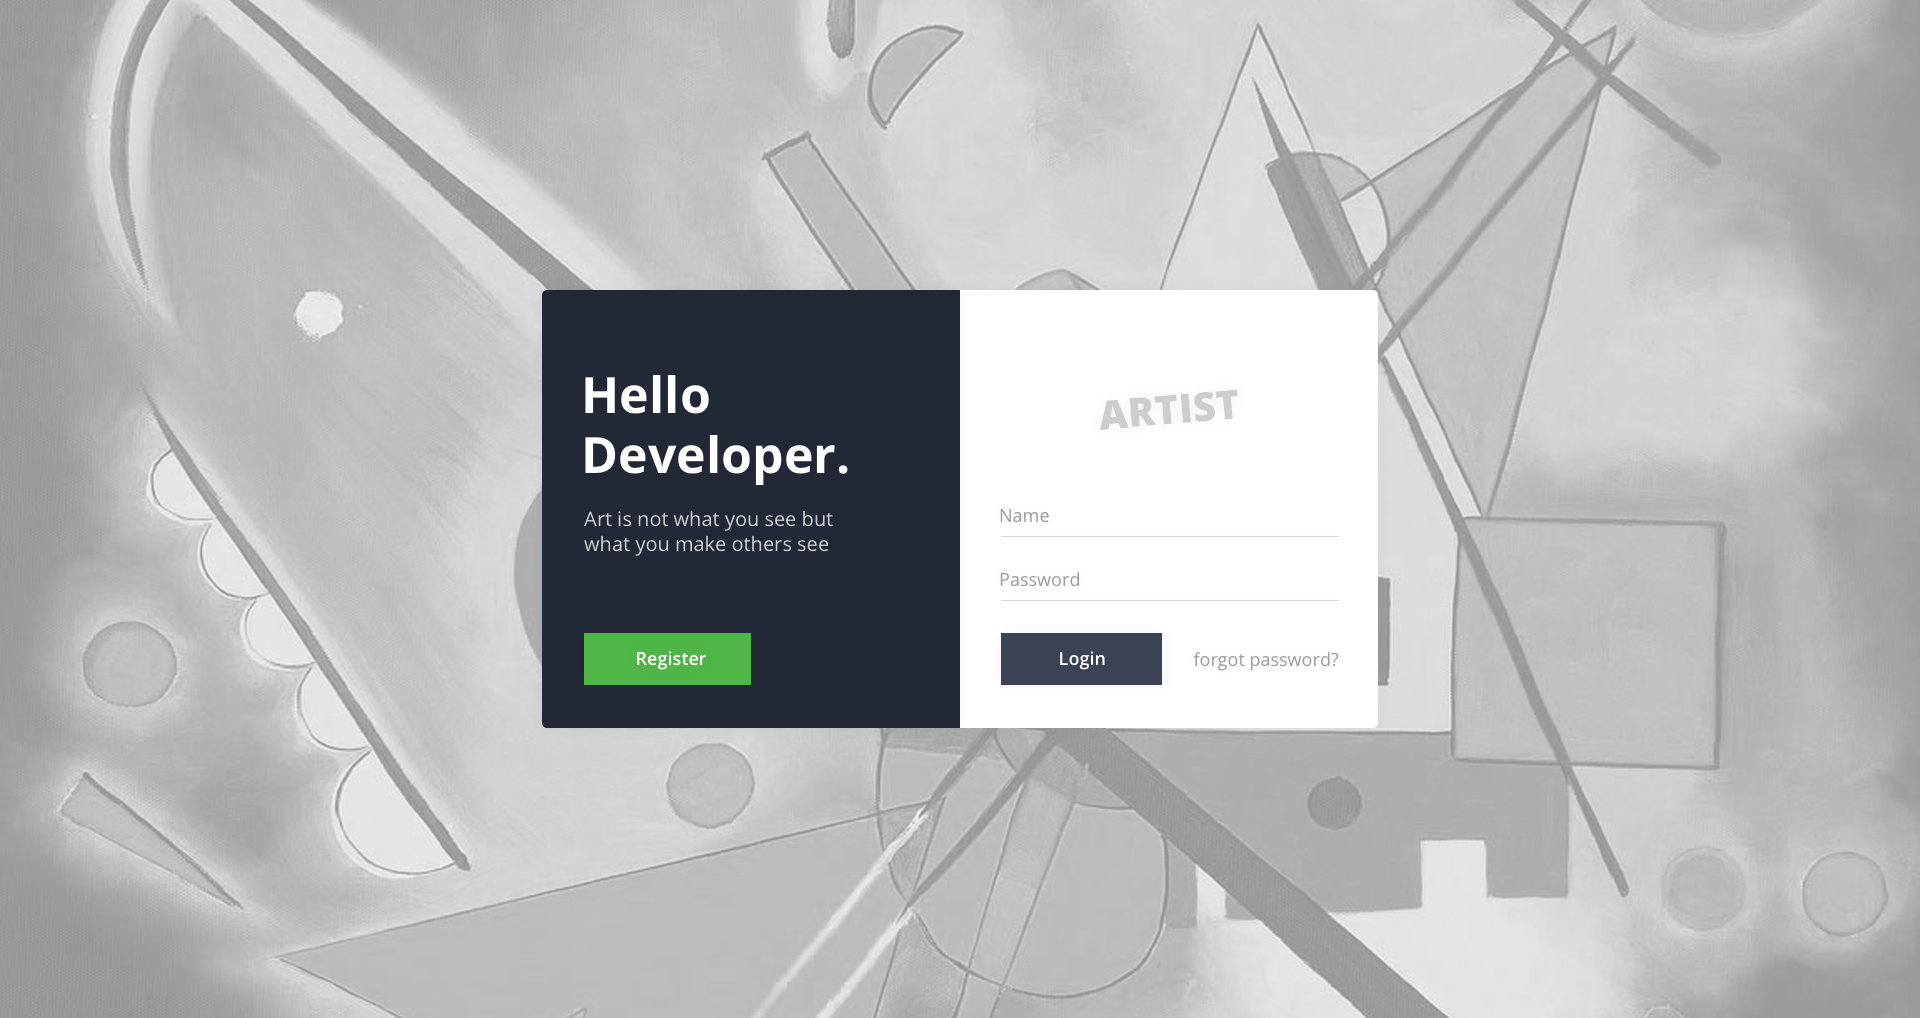 Hello
Developer.
Art is not what you see but
what you make others see
Register
ARTIST
Name
Password
Login
forgot password?